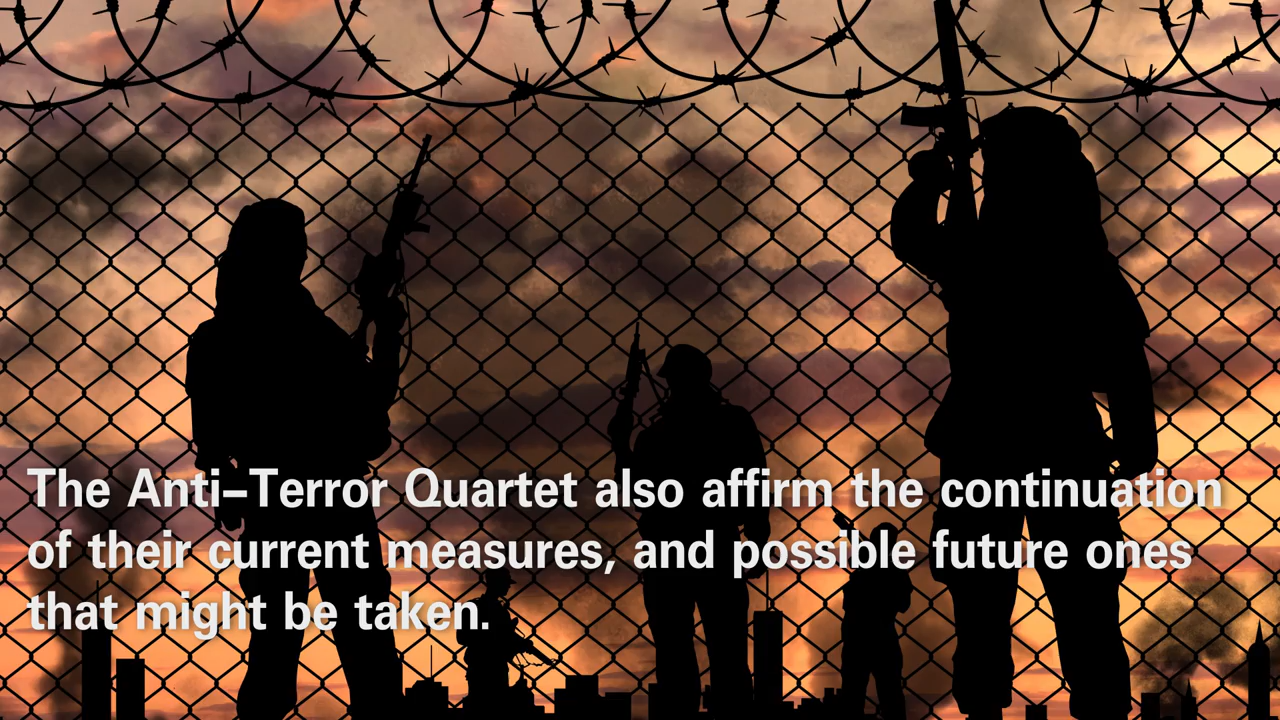 The Anti–Terror Quartet also affirm the continuation
of their current measures, and possible future ones
that might be taken.